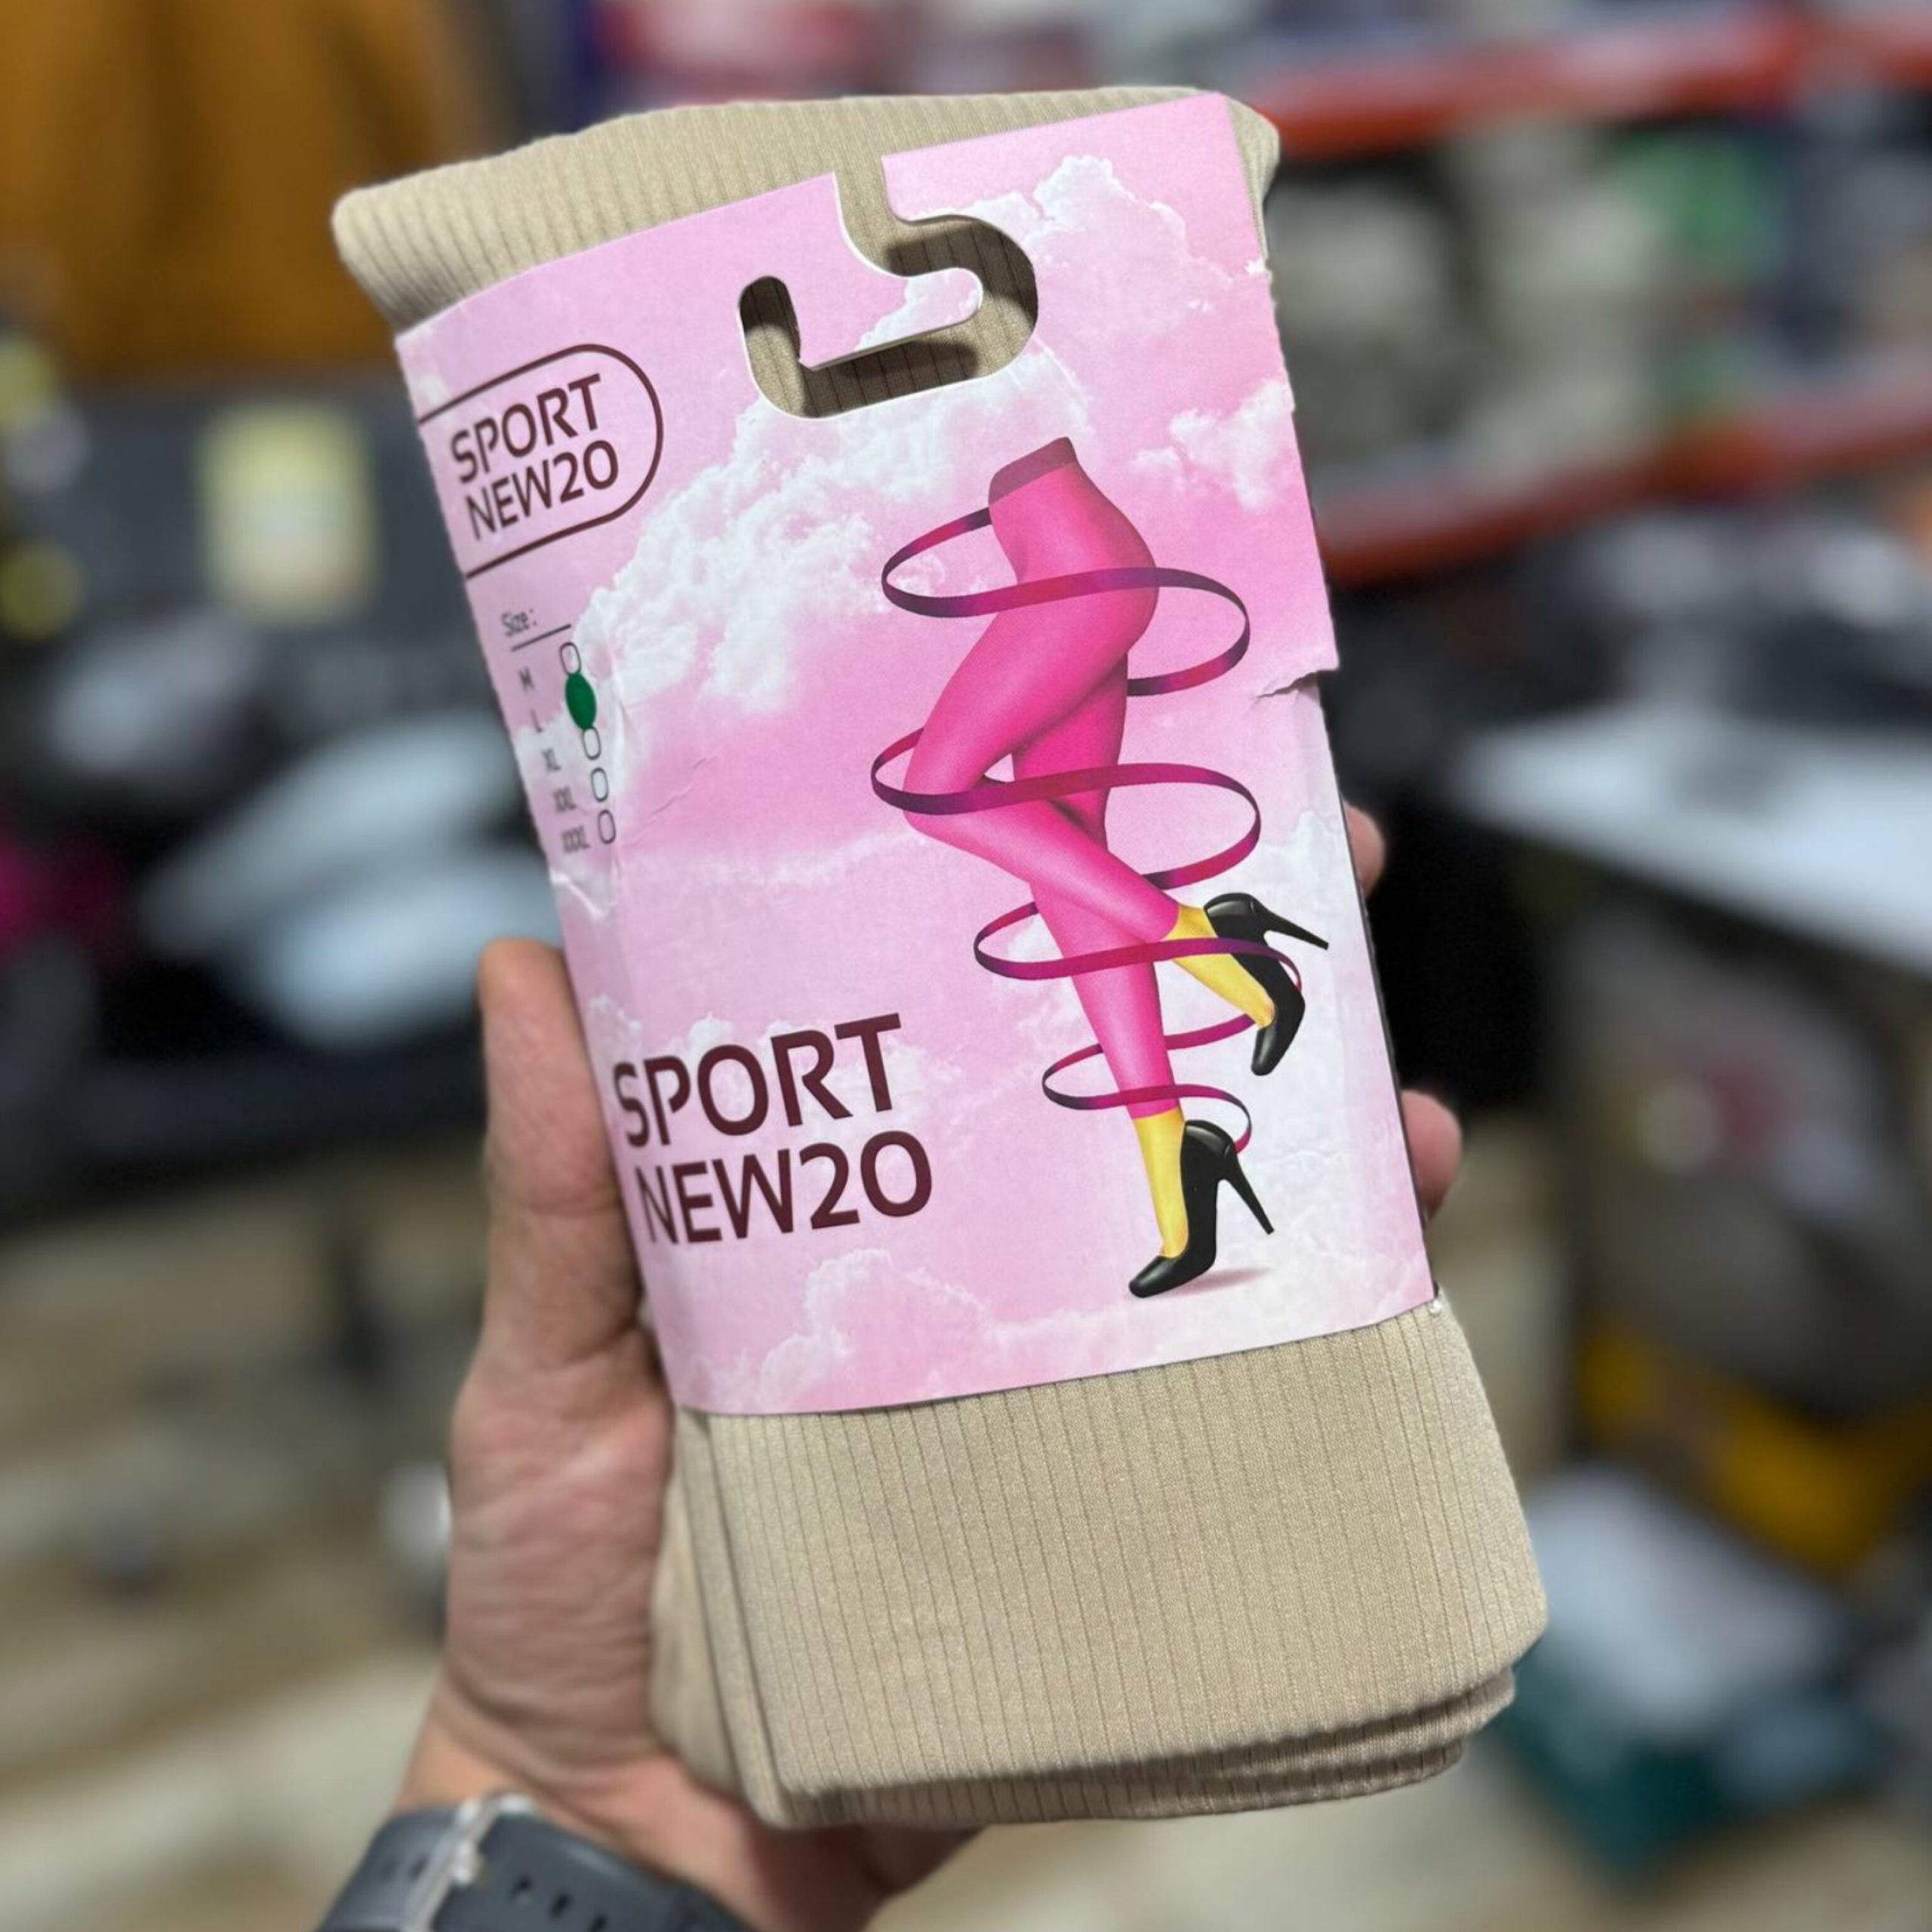 SPORT
NEW20
Size :
M
L
XL
XXL
XXXL
SPORT
NEW20